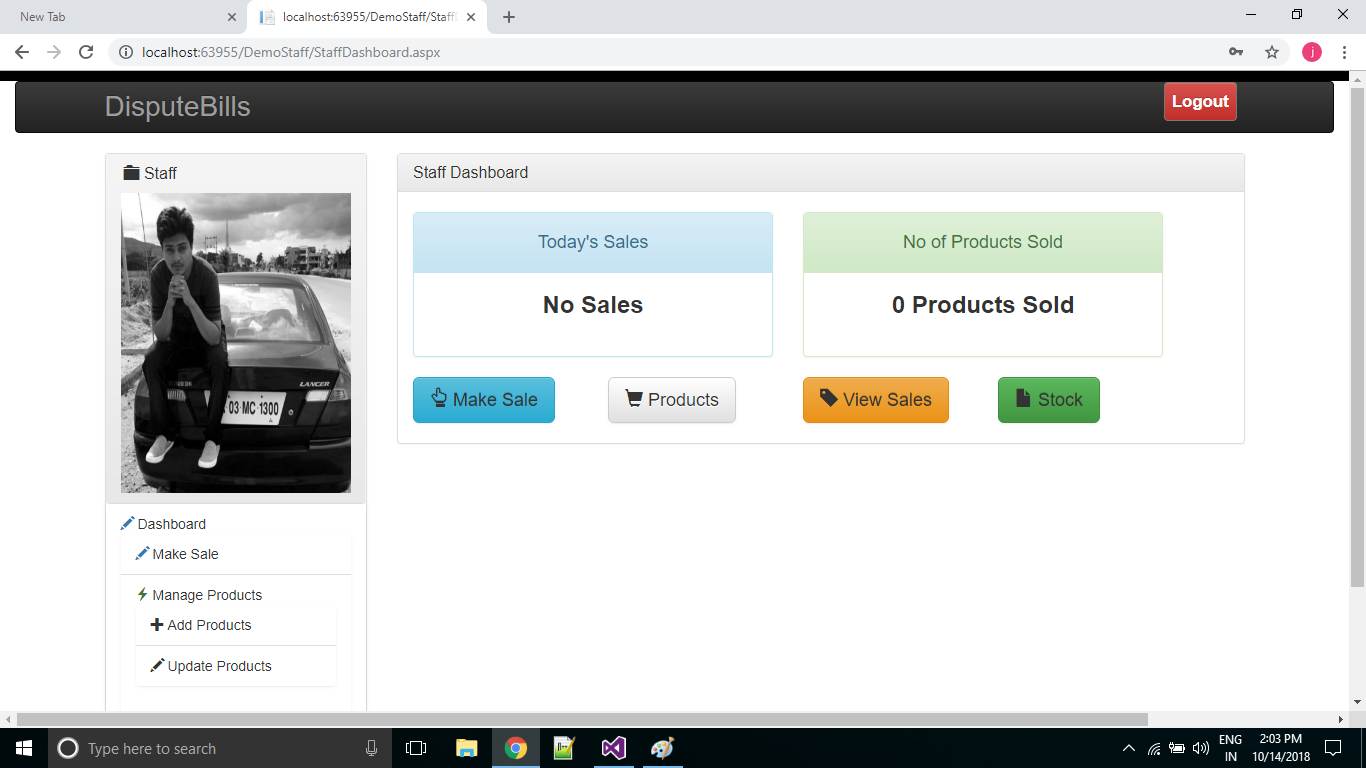 New Tab
localhost:63955/DemoStaff/Staff
localhost:63955/DemoStaff/StaffDashboard.aspx
j
DisputeBills
Logout
Staff
LANCER
03 MC 1300
Dashboard
Make Sale
Manage Products
Add Products
Update Products
Staff Dashboard
Today's Sales
No Sales
No of Products Sold
0 Products Sold
Make Sale
Products
View Sales
Stock
Type here to search
ENG
IN
2:03 PM
10/14/2018